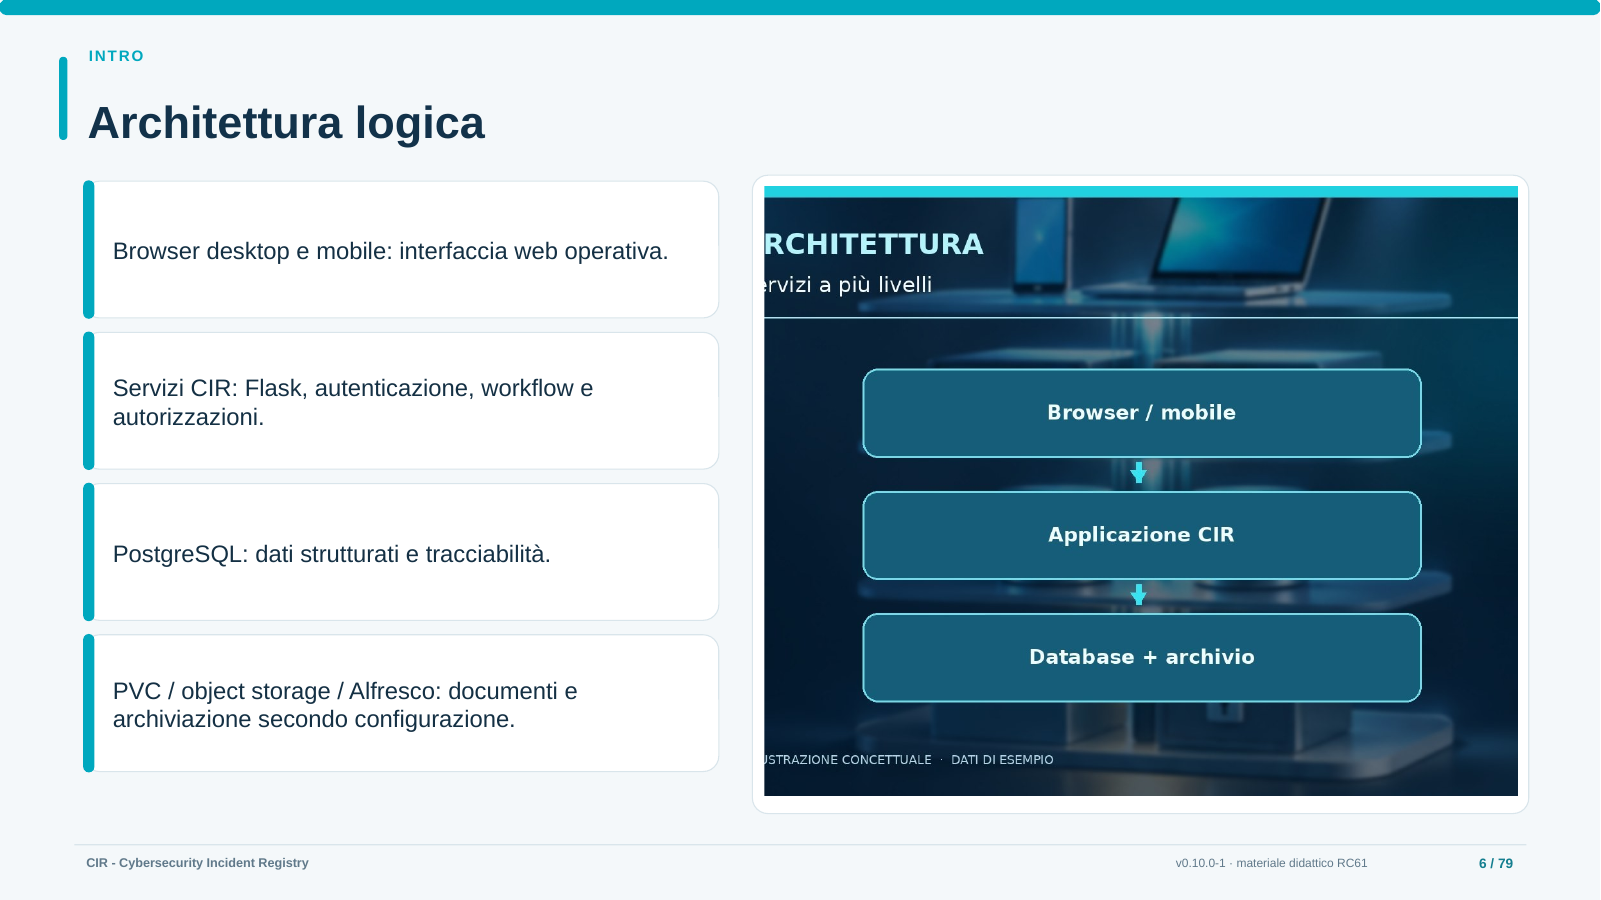 INTRO
Architettura logica
Browser desktop e mobile: interfaccia web operativa.
Servizi CIR: Flask, autenticazione, workflow e
autorizzazioni.
PostgreSQL: dati strutturati e tracciabilità.
PVC / object storage / Alfresco: documenti e
archiviazione secondo configurazione.
RCHITETTURA
ervizi a più livelli
Browser / mobile
Applicazione CIR
Database + archivio
USTRAZIONE CONCETTUALE · DATI DI ESEMPIO
CIR - Cybersecurity Incident Registry
v0.10.0-1 · materiale didattico RC61
6 / 79